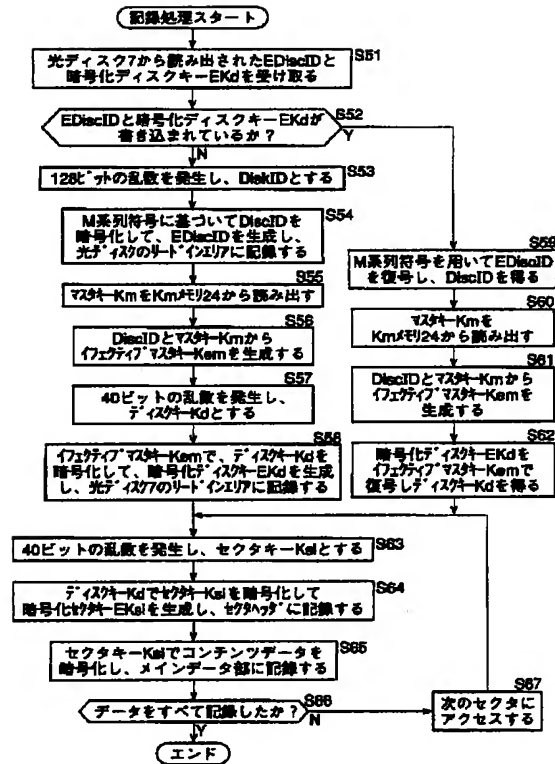 記録処理スタート
光ディスク7から読み出されたEDiscIDと
暗号化ディスクキーEKdを受け取る
S51
EDiscIDと暗号化ディスクキーEKdが
書き込まれているか？
S52
N
Y
128ビットの乱数を発生し、DiskIDとする
S53
M系列符号に基づいてDiscIDを
暗号化して、EDiscIDを生成し、
光ディスクのリードインエリアに記録する
S54
マスタキーKmをKmメモリ24から読み出す
S55
DiscIDとマスタキーKmから
イフェクティブマスタキーKemを生成する
S56
40ビットの乱数を発生し、
ディスクキーKdとする
S57
イフェクティブマスタキーKemで、ディスクキーKdを
暗号化して、暗号化ディスクキーEKdを生成
し、光ディスク7のリードインエリアに記録する
S58
M系列符号を用いてEDiscID
を復号し、DiscIDを得る
S59
マスタキーKmを
Kmメモリ24から読み出す
S60
DiscIDとマスタキーKmから
イフェクティブマスタキーKemを
生成する
S61
暗号化ディスクキーEKdを
イフェクティブマスタキーKemで
復号しディスクキーKdを得る
S62
40ビットの乱数を発生し、セクタキーKsiとする
S63
ディスクキーKdでセクタキーKsiを暗号化して
暗号化セクタキーEKsiを生成し、セクタヘッダに記録する
S64
セクタキーKsiでコンテンツデータを
暗号化し、メインデータ部に記録する
S65
データをすべて記録したか？
S66
N
Y
次のセクタに
アクセスする
S67
エンド